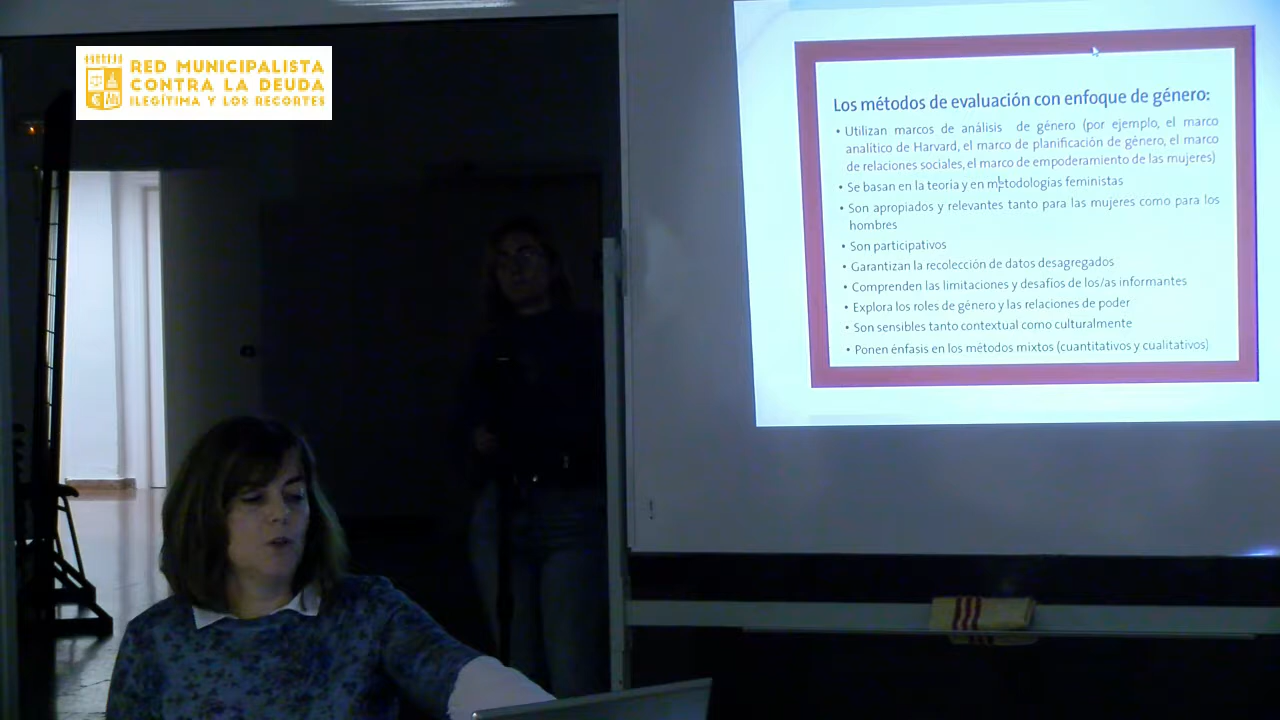 RED MUNICIPALISTA
CONTRA LA DEUDA
ILEGÍTIMA Y LOS RECORTES
Los métodos de evaluación con enfoque de género:
• Utilizan marcos de análisis de género (por ejemplo, el marco
analítico de Harvard, el marco de planificación de género, el marco
de relaciones sociales, el marco de empoderamiento de las mujeres)
• Se basan en la teoria y en metodologías feministas
• Son apropiados y relevantes tanto para las mujeres como para los
hombres
• Son participativos
• Garantizan la recolección de datos desagregados
• Comprenden las limitaciones y desafíos de los/as informantes
• Explora los roles de género y las relaciones de poder
• Son sensibles tanto contextual como culturalmente
• Ponen énfasis en los métodos mixtos (cuantitativos y cualitativos)